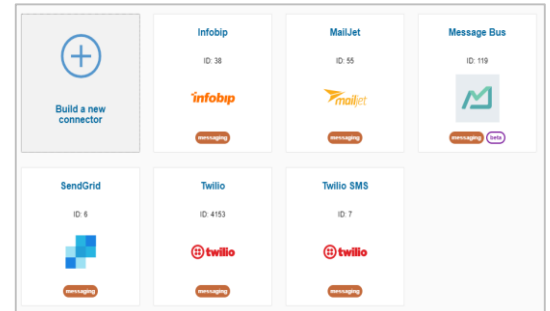 Build a new
connector
Infobip
ID: 38
infobip
messaging
MailJet
ID: 55
mailjet
messaging
Message Bus
ID: 119
messaging beta
SendGrid
ID: 6
messaging
Twilio
ID: 4153
twilio
messaging
Twilio SMS
ID: 7
twilio
messaging